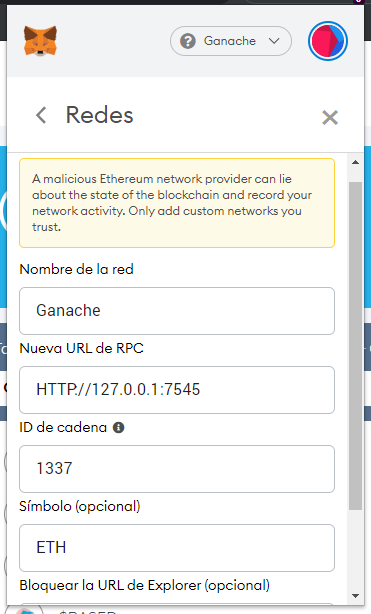 Ganache
Redes
A malicious Ethereum network provider can lie
about the state of the blockchain and record your
network activity. Only add custom networks you
trust.
Nombre de la red
Ganache
Nueva URL de RPC
HTTP://127.0.0.1:7545
ID de cadena
1337
Símbolo (opcional)
ETH
Bloquear la URL de Explorer (opcional)